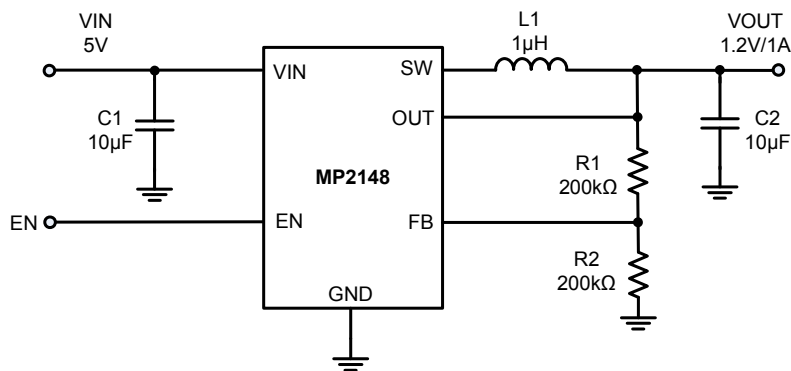 VIN
5V
L1
1μH
VOUT
1.2V/1A
VIN
SW
C1
10μF
OUT
C2
10μF
MP2148
R1
200kΩ
EN
EN
FB
R2
200kΩ
GND